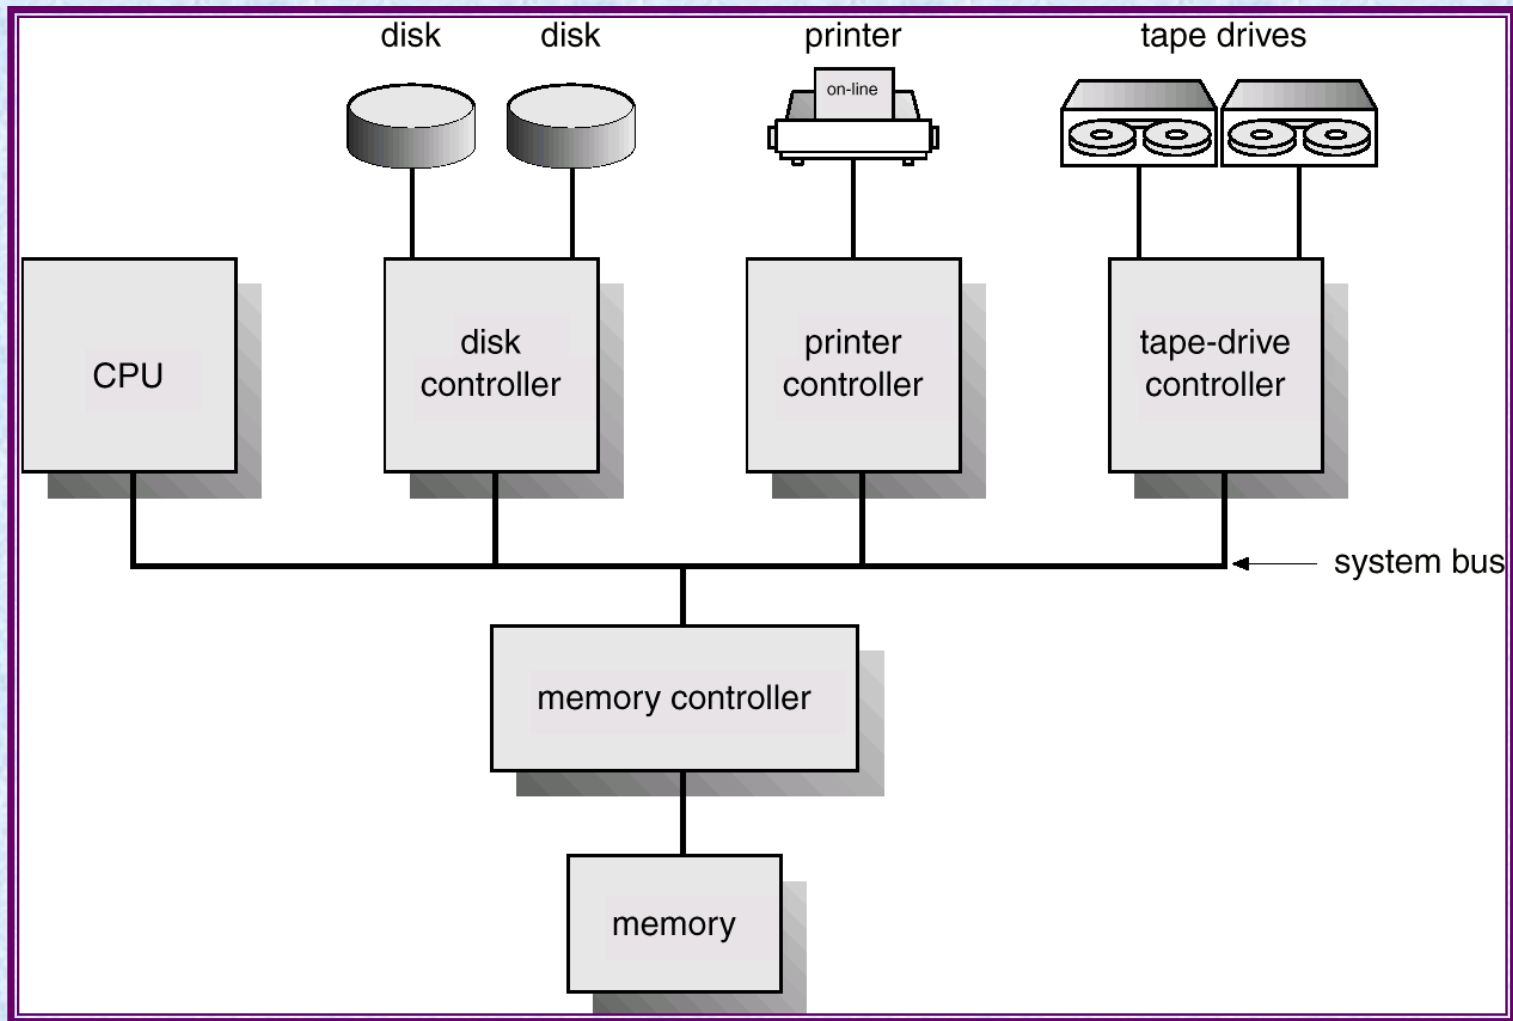 disk
disk
printer
tape drives
on-line
CPU
disk
controller
printer
controller
tape-drive
controller
system bus
memory controller
memory